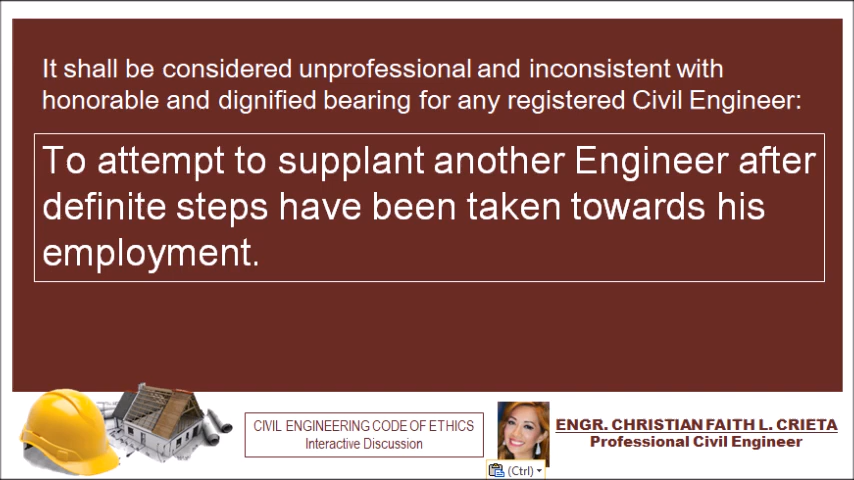 It shall be considered unprofessional and inconsistent with
honorable and dignified bearing for any registered Civil Engineer:
To attempt to supplant another Engineer after
definite steps have been taken towards his
employment.
CIVIL ENGINEERING CODE OF ETHICS
Interactive Discussion
ENGR. CHRISTIAN FAITH L. CRIETA
Professional Civil Engineer
(Ctrl)